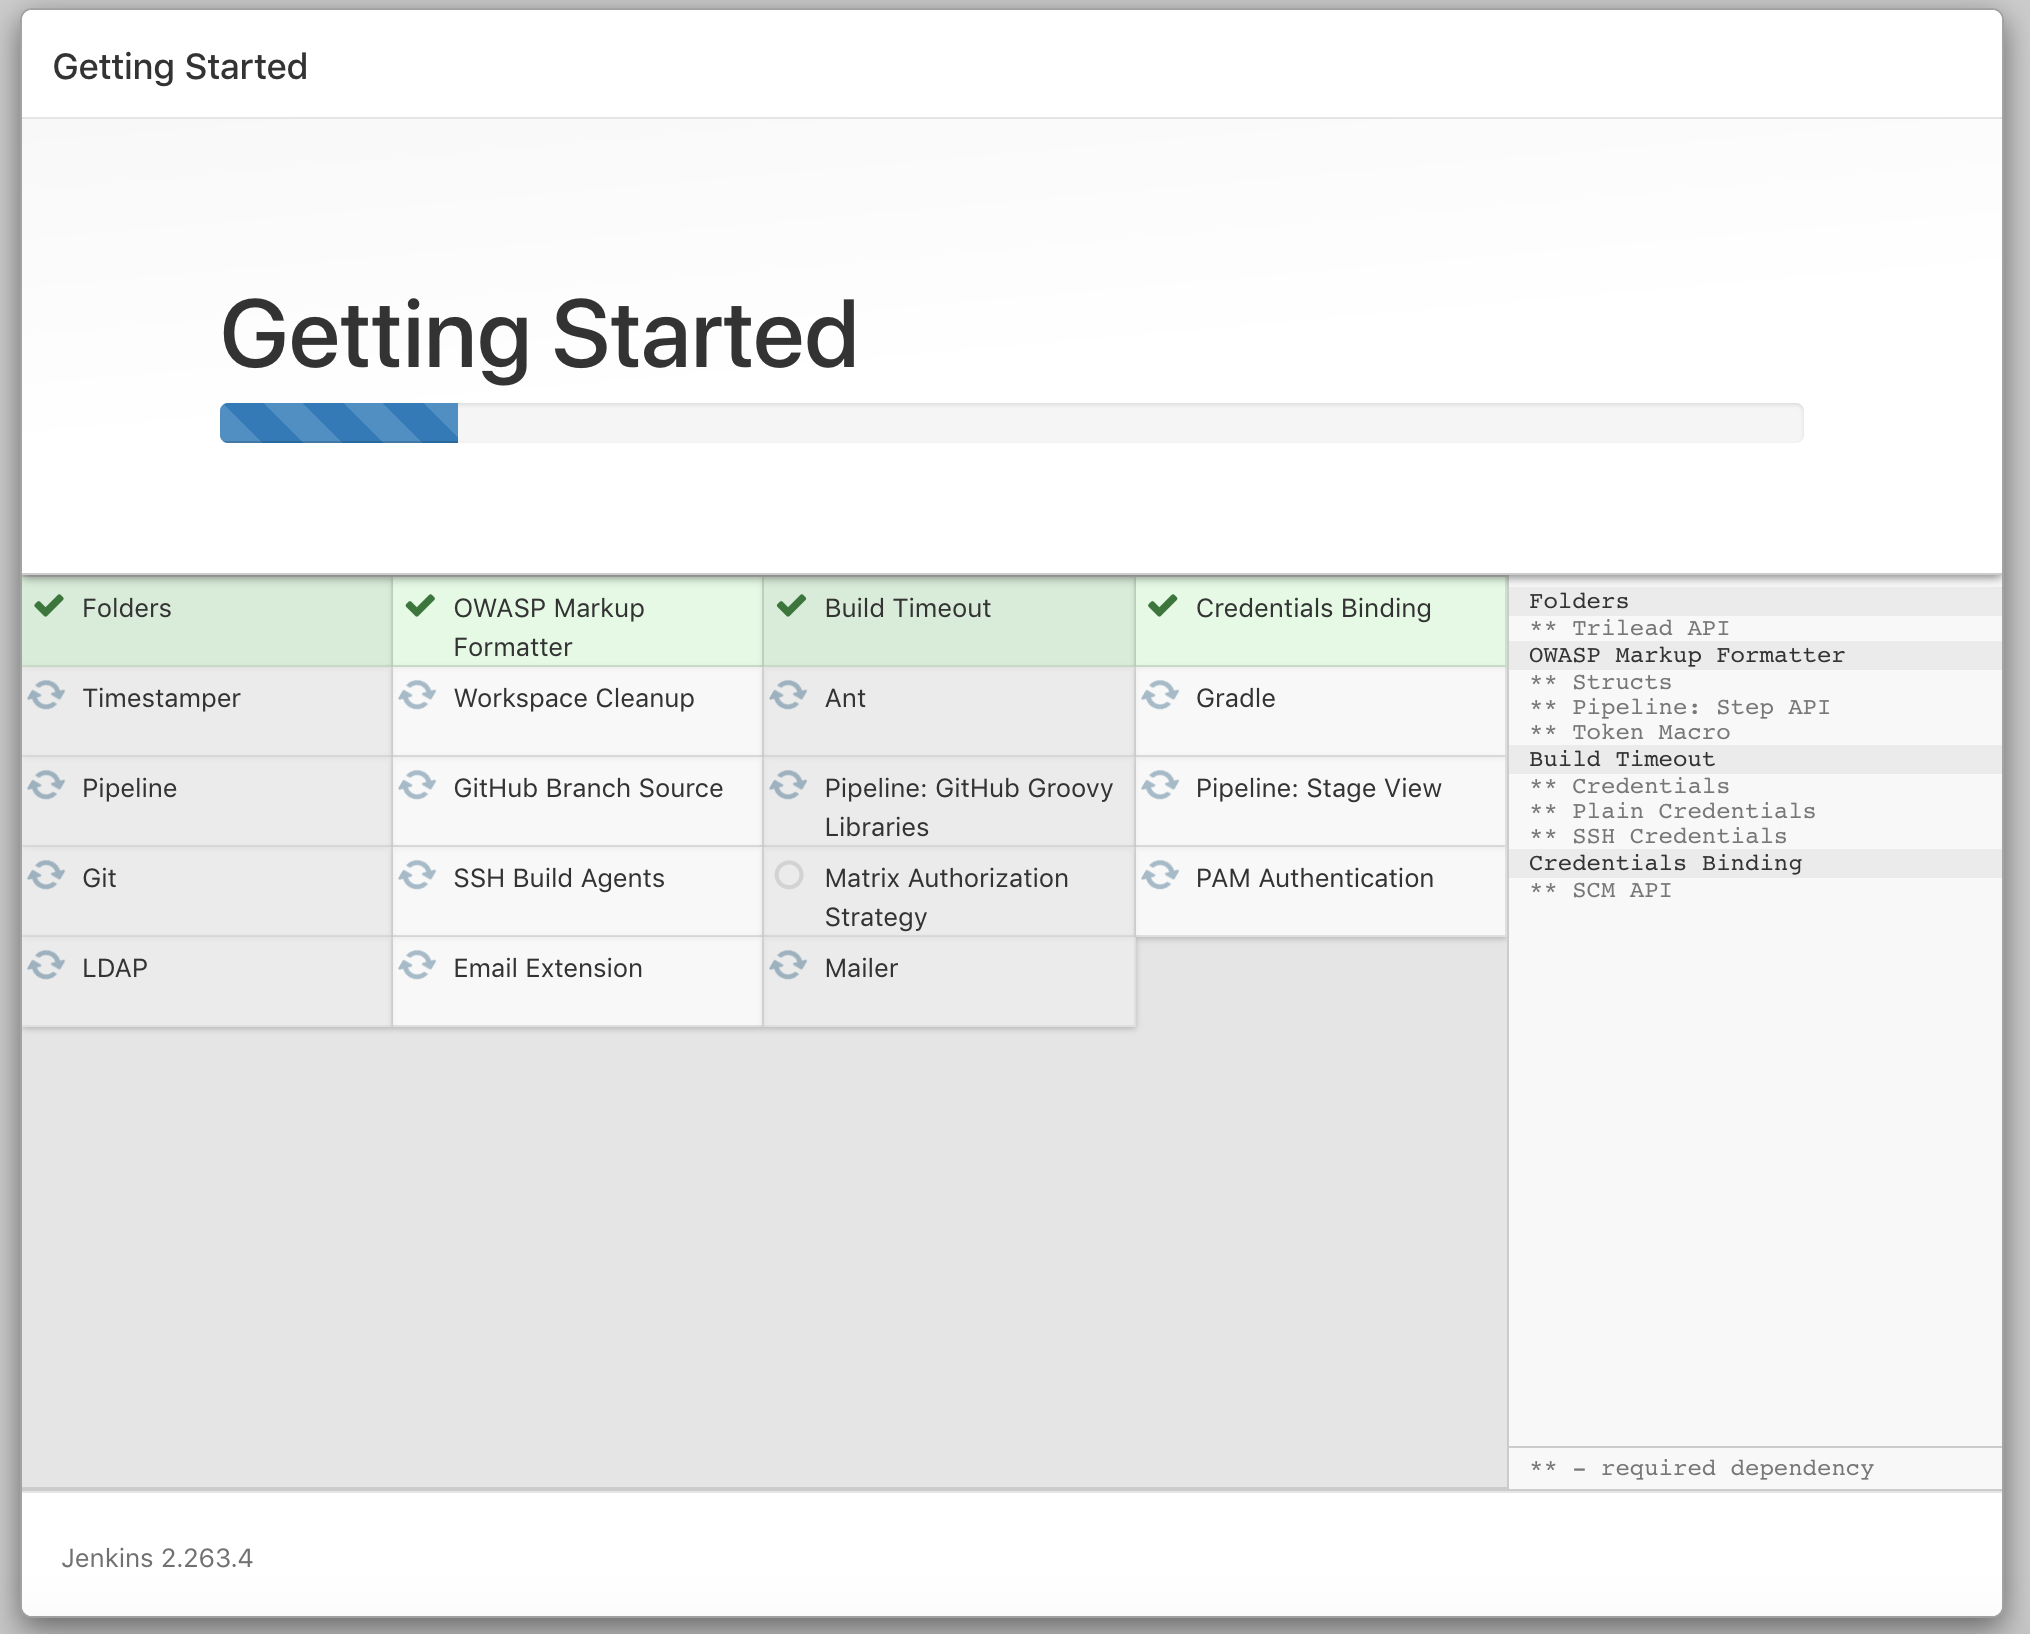 Getting Started
Getting Started
Folders
OWASP Markup
Formatter
Build Timeout
Credentials Binding
Timestamper
Workspace Cleanup
Ant
Gradle
Pipeline
GitHub Branch Source
Pipeline: GitHub Groovy
Libraries
Pipeline: Stage View
Git
SSH Build Agents
Matrix Authorization
Strategy
PAM Authentication
LDAP
Email Extension
Mailer
Folders
** Trilead API
OWASP Markup Formatter
** Structs
** Pipeline: Step API
** Token Macro
Build Timeout
** Credentials
** Plain Credentials
** SSH Credentials
Credentials Binding
** SCM API
** - required dependency
Jenkins 2.263.4